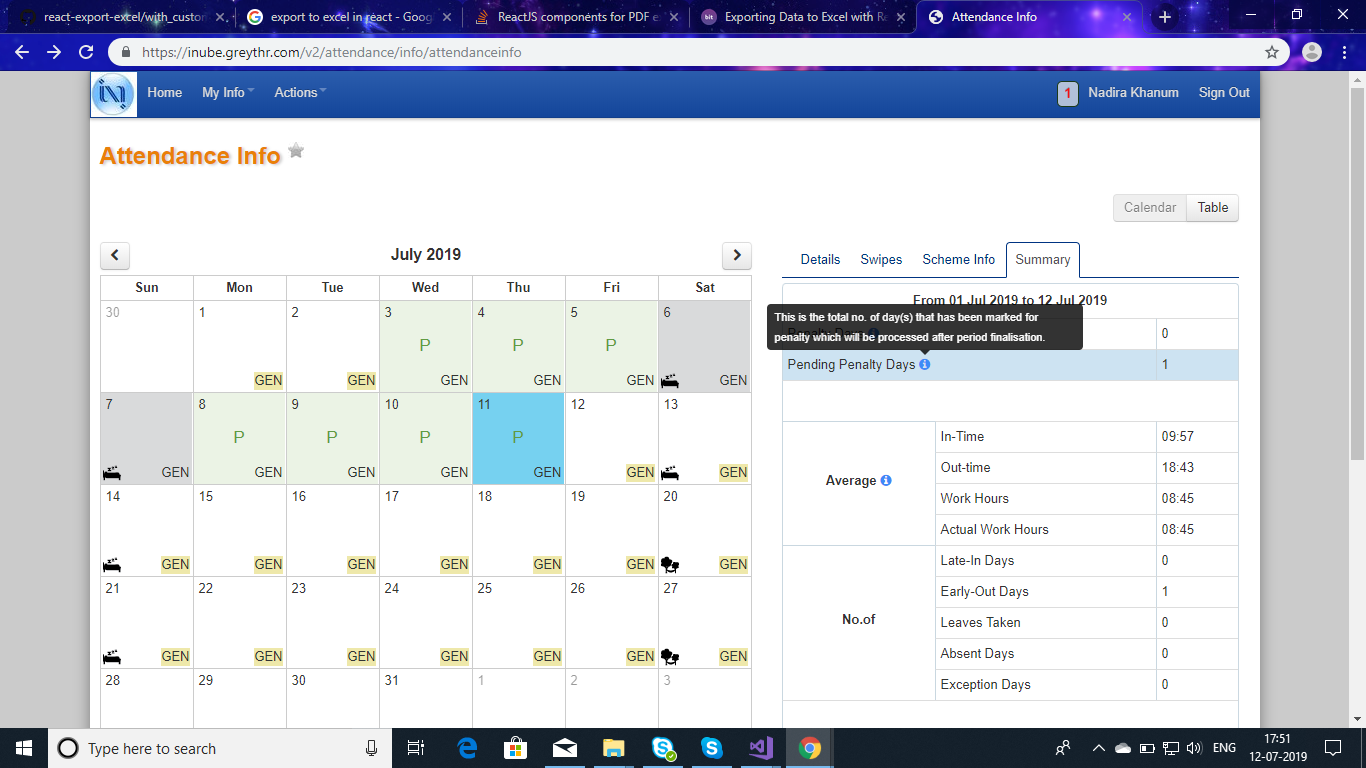 react-export-excel/with_custom
export to excel in react - Goog
ReactJS components for PDF e
bit
Exporting Data to Excel with Re
Attendance Info
https://inube.greythr.com/v2/attendance/info/attendanceinfo
Home My Info Actions
1 Nadira Khanum Sign Out
Attendance Info
Calendar Table
July 2019
Sun Mon Tue Wed Thu Fri Sat
30 1 2 3 4 5 6
P P P
GEN GEN GEN GEN GEN GEN
7 8 9 10 11 12 13
P P P P
GEN GEN GEN GEN GEN GEN GEN
14 15 16 17 18 19 20
GEN GEN GEN GEN GEN GEN GEN
21 22 23 24 25 26 27
GEN GEN GEN GEN GEN GEN GEN
28 29 30 31 1 2 3
Details Swipes Scheme Info Summary
From 01 Jul 2019 to 12 Jul 2019
This is the total no. of day(s) that has been marked for
penalty which will be processed after period finalisation.
Penalty Days 0
Pending Penalty Days 1
Average
In-Time 09:57
Out-time 18:43
Work Hours 08:45
Actual Work Hours 08:45
No.of
Late-In Days 0
Early-Out Days 1
Leaves Taken 0
Absent Days 0
Exception Days 0
Type here to search
ENG
17:51
12-07-2019